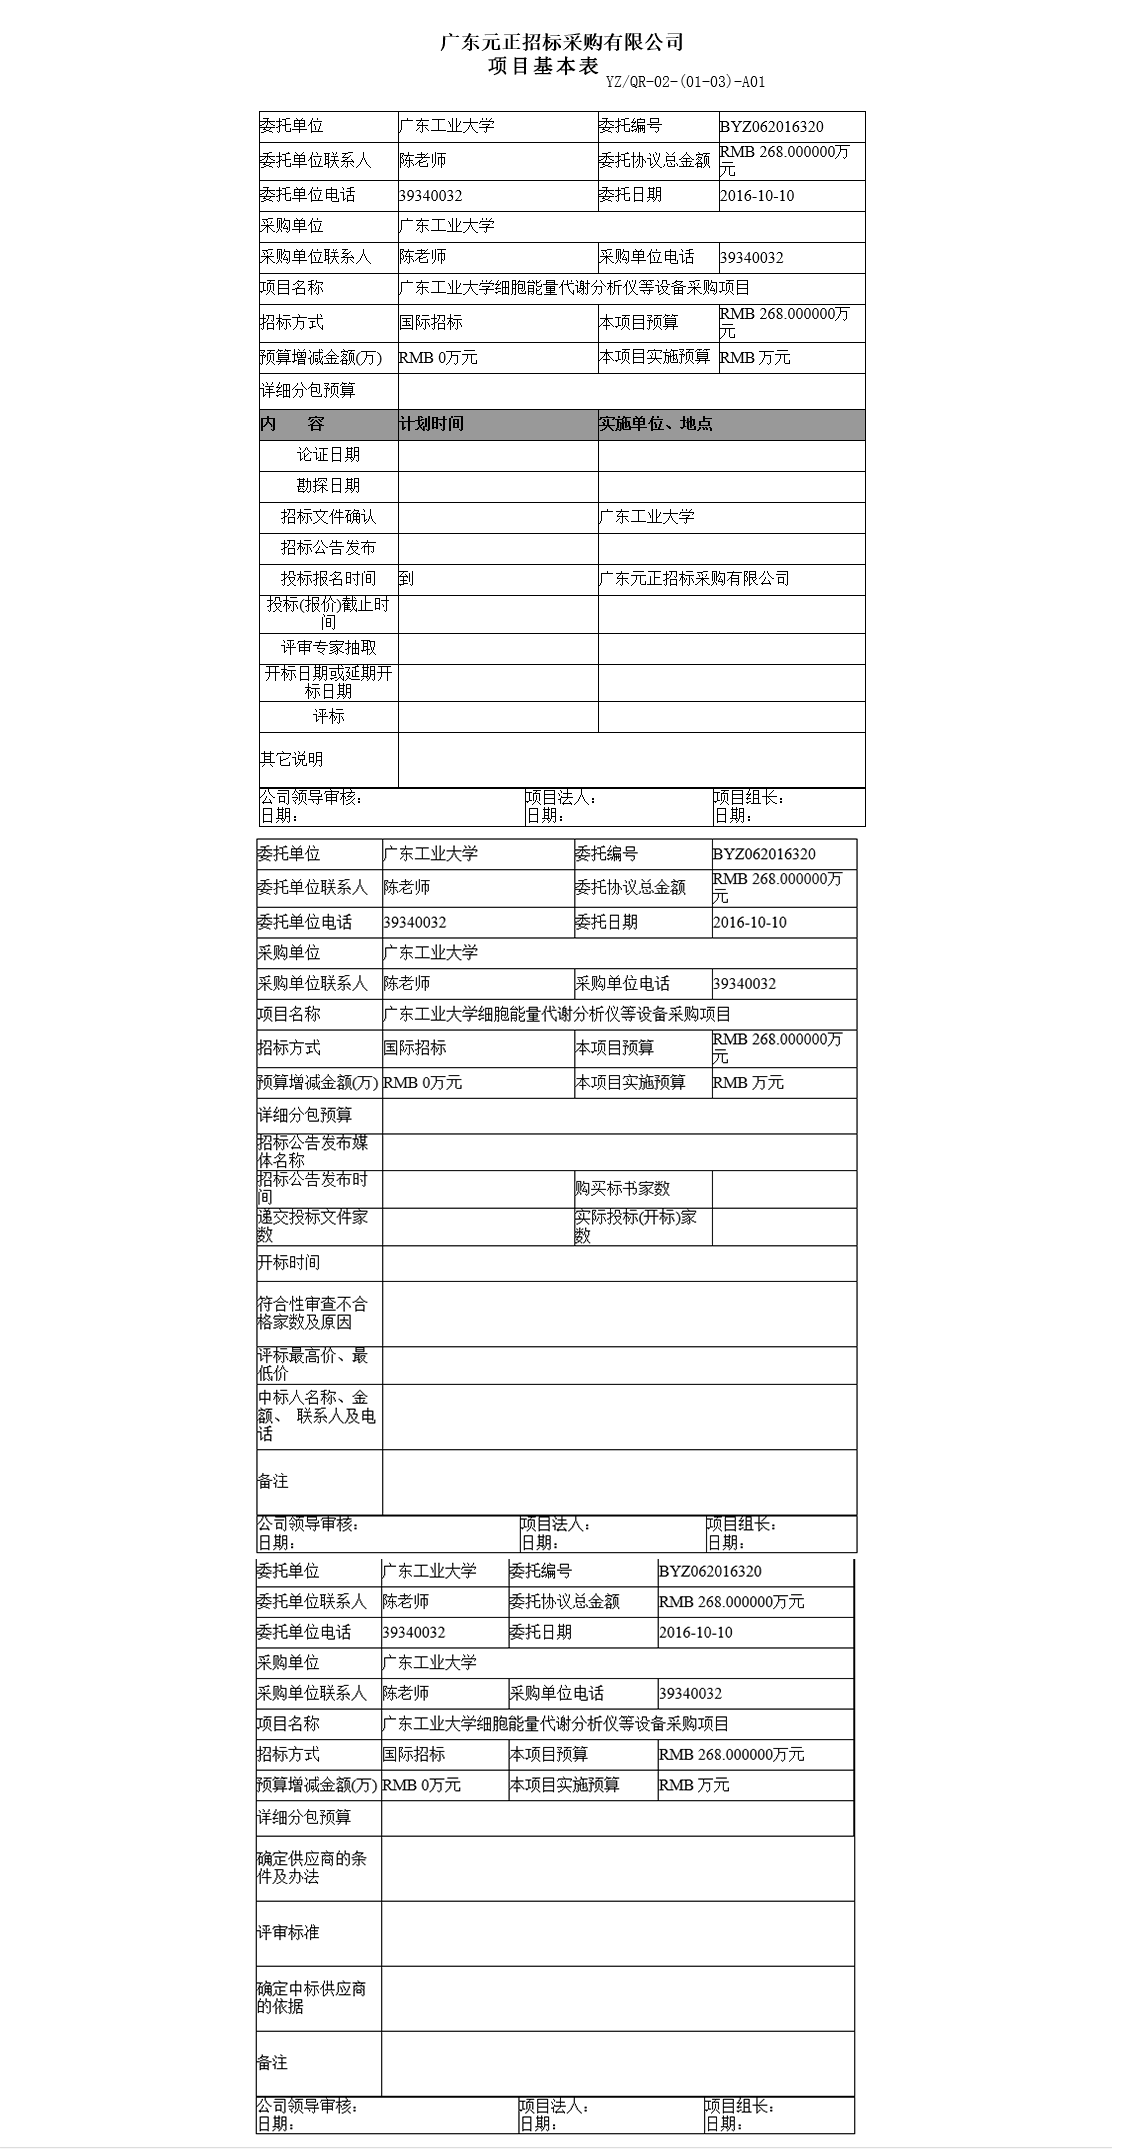 广东元正招标采购有限公司
项目基本表 YZ/QR-02-(01-03)-A01
委托单位 广东工业大学 委托编号 BYZ062016320
委托单位联系人 陈老师 委托协议总金额 RMB 268.000000万
元
委托单位电话 39340032 委托日期 2016-10-10
采购单位 广东工业大学
采购单位联系人 陈老师 采购单位电话 39340032
项目名称 广东工业大学细胞能量代谢分析仪等设备采购项目
招标方式 国际招标 本项目预算 RMB 268.000000万
元
预算增减金额(万) RMB 0万元 本项目实施预算 RMB 万元
详细分包预算
内 容 计划时间 实施单位、地点
论证日期
勘探日期
招标文件确认 广东工业大学
招标公告发布
投标报名时间 到 广东元正招标采购有限公司
投标(报价)截止时
间
评审专家抽取
开标日期或延期开
标日期
评标
其它说明
公司领导审核： 项目法人： 项目组长：
日期： 日期： 日期：
委托单位 广东工业大学 委托编号 BYZ062016320
委托单位联系人 陈老师 委托协议总金额 RMB 268.000000万
元
委托单位电话 39340032 委托日期 2016-10-10
采购单位 广东工业大学
采购单位联系人 陈老师 采购单位电话 39340032
项目名称 广东工业大学细胞能量代谢分析仪等设备采购项目
招标方式 国际招标 本项目预算 RMB 268.000000万
元
预算增减金额(万) RMB 0万元 本项目实施预算 RMB 万元
详细分包预算
招标公告发布媒
体名称
招标公告发布时
间 购买标书家数
递交投标文件家
数 实际投标(开标)家
数
开标时间
符合性审查不合
格家数及原因
评标最高价、最
低价
中标人名称、金
额、 联系人及电
话
备注
公司领导审核： 项目法人： 项目组长：
日期： 日期： 日期：
委托单位 广东工业大学 委托编号 BYZ062016320
委托单位联系人 陈老师 委托协议总金额 RMB 268.000000万元
委托单位电话 39340032 委托日期 2016-10-10
采购单位 广东工业大学
采购单位联系人 陈老师 采购单位电话 39340032
项目名称 广东工业大学细胞能量代谢分析仪等设备采购项目
招标方式 国际招标 本项目预算 RMB 268.000000万元
预算增减金额(万) RMB 0万元 本项目实施预算 RMB 万元
详细分包预算
确定供应商的条
件及办法
评审标准
确定中标供应商
的依据
备注
公司领导审核： 项目法人： 项目组长：
日期： 日期： 日期：